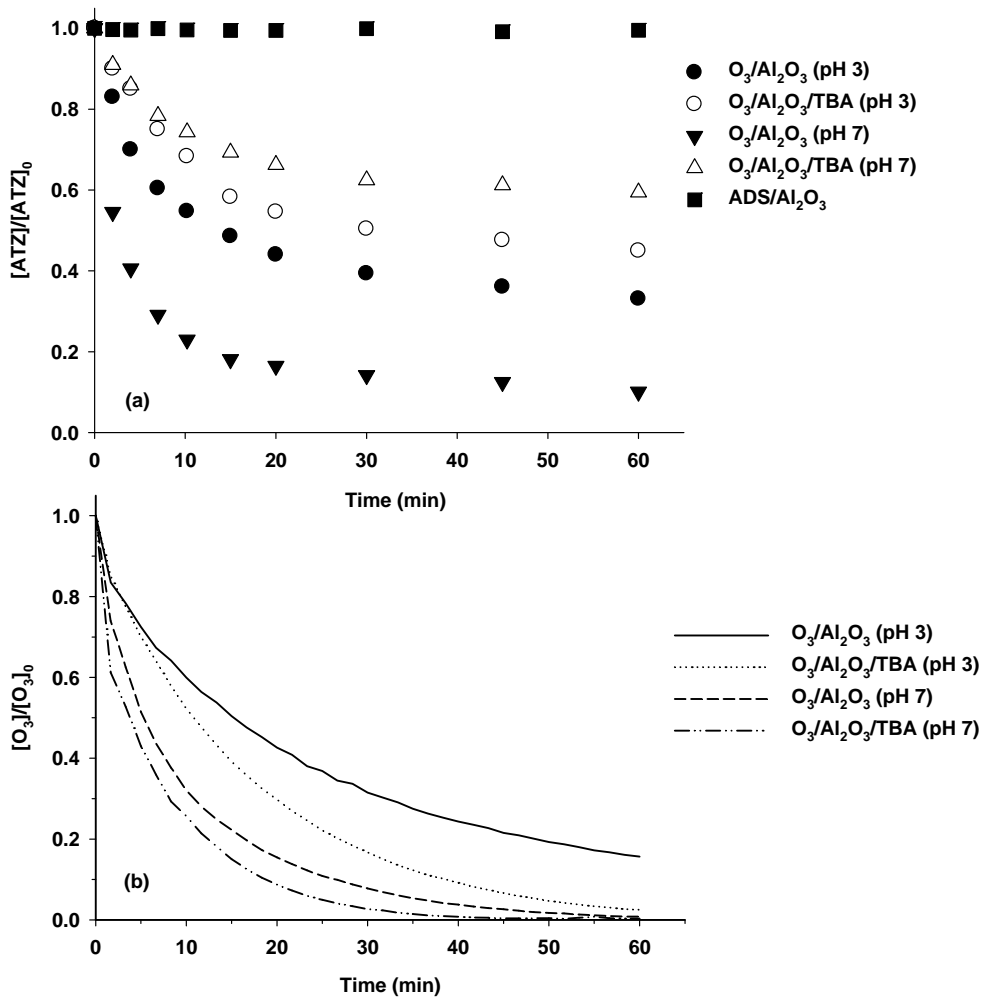 1.0
0.8
0.6
0.4
0.2
0.0
[ATZ]/[ATZ]₀
(a)
0 10 20 30 40 50 60
Time (min)
O₃/Al₂O₃ (pH 3)
O₃/Al₂O₃/TBA (pH 3)
O₃/Al₂O₃ (pH 7)
O₃/Al₂O₃/TBA (pH 7)
ADS/Al₂O₃
1.0
0.8
0.6
0.4
0.2
0.0
[O₃]/[O₃]₀
(b)
0 10 20 30 40 50 60
Time (min)
O₃/Al₂O₃ (pH 3)
O₃/Al₂O₃/TBA (pH 3)
O₃/Al₂O₃ (pH 7)
O₃/Al₂O₃/TBA (pH 7)